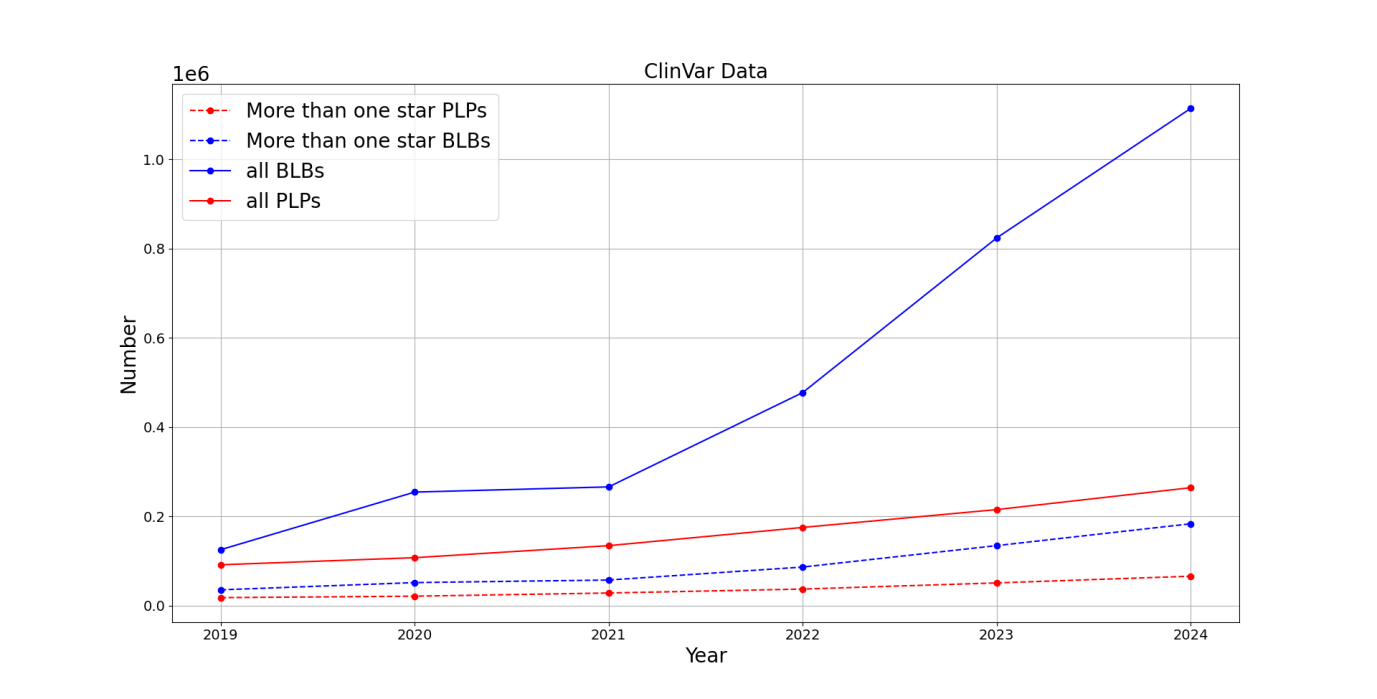 ClinVar Data
1e6
More than one star PLPs
More than one star BLBs
all BLBs
all PLPs
1.0
0.8
0.6
0.4
0.2
0.0
Number
2019 2020 2021 2022 2023 2024
Year